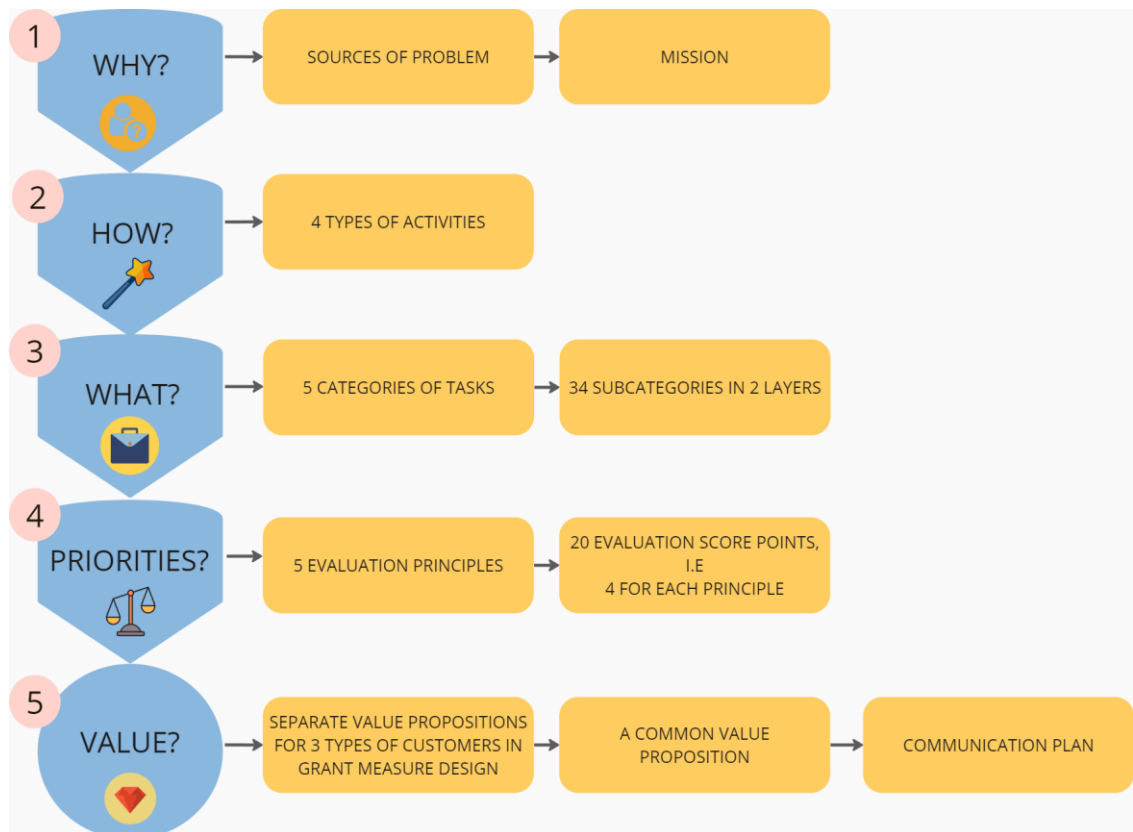 1
WHY?
SOURCES OF PROBLEM
MISSION
2
HOW?
4 TYPES OF ACTIVITIES
3
WHAT?
5 CATEGORIES OF TASKS
34 SUBCATEGORIES IN 2 LAYERS
4
PRIORITIES?
5 EVALUATION PRINCIPLES
20 EVALUATION SCORE POINTS,
I.E
4 FOR EACH PRINCIPLE
5
VALUE?
SEPARATE VALUE PROPOSITIONS
FOR 3 TYPES OF CUSTOMERS IN
GRANT MEASURE DESIGN
A COMMON VALUE
PROPOSITION
COMMUNICATION PLAN